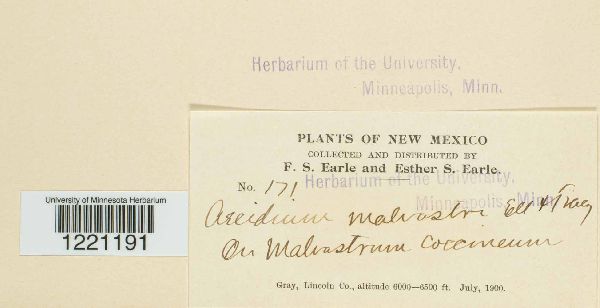 Herbarium of the University,
Minneapolis, Minn.
PLANTS OF NEW MEXICO
COLLECTED AND DISTRIBUTED BY
F. S. Earle and Esther S. Earle.
No. 171
Herbarium of the University,
Minneapolis, Minn.
Aecidium malvastri Ell & Tracy
On Malvastrum coccineum
Gray, Lincoln Co., altitude 6000—6500 ft. July, 1900.
University of Minnesota Herbarium
1221191